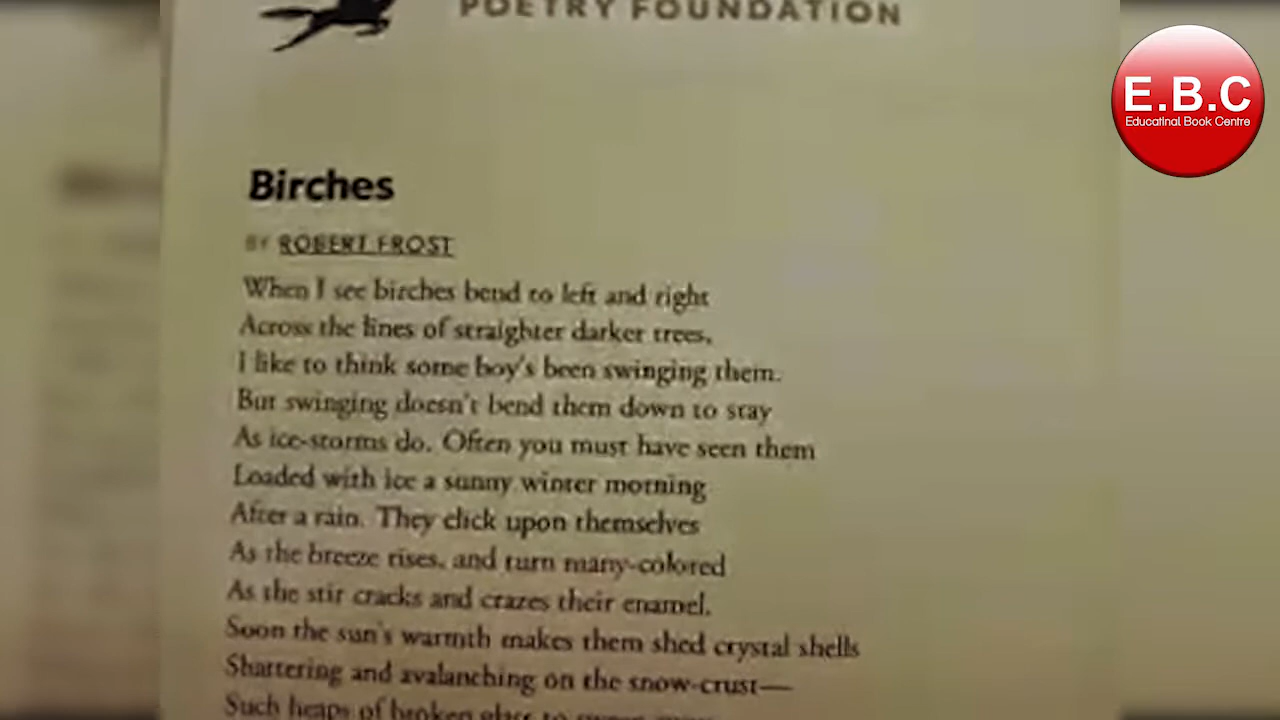 POETRY FOUNDATION
E.B.C
Educatinal Book Centre
Birches
BY ROBERT FROST
When I see birches bend to left and right
Across the lines of straighter darker trees,
I like to think some boy's been swinging them.
But swinging doesn't bend them down to stay
As ice-storms do. Often you must have seen them
Loaded with ice a sunny winter morning
After a rain. They click upon themselves
As the breeze rises, and turn many-colored
As the stir cracks and crazes their enamel.
Soon the sun's warmth makes them shed crystal shells
Shattering and avalanching on the snow-crust—
Such heaps of broken glass to